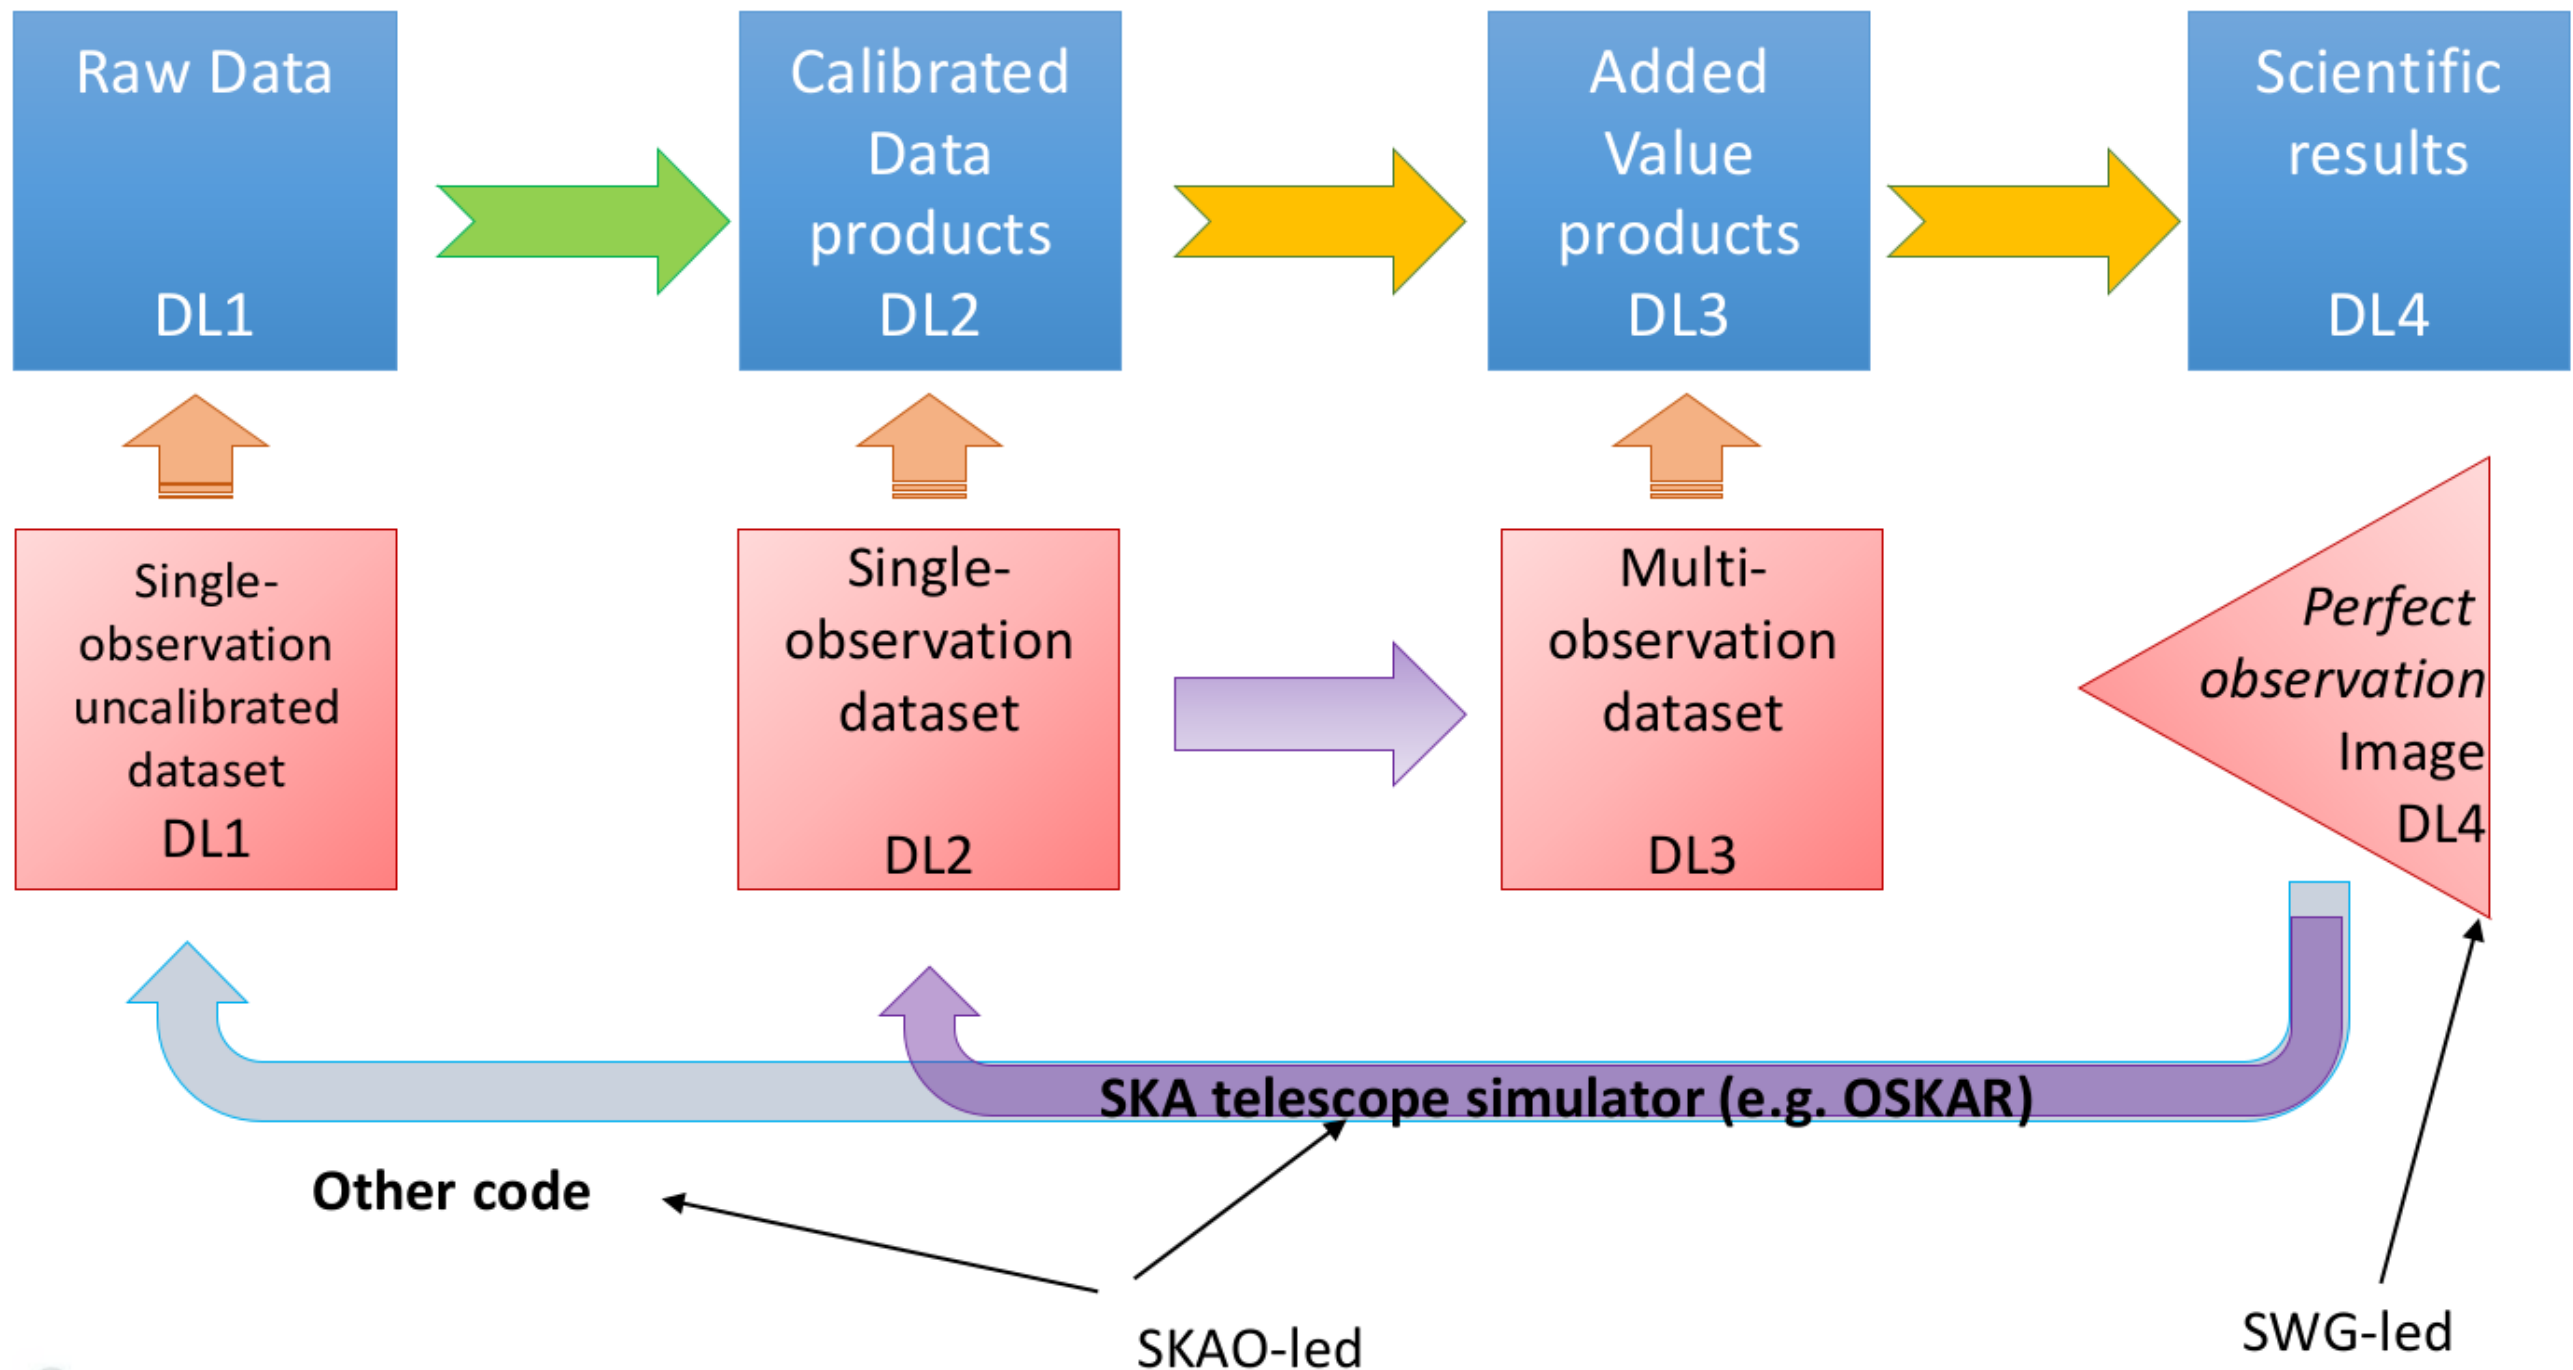 Raw Data
DL1
Calibrated
Data
products
DL2
Added
Value
products
DL3
Scientific
results
DL4
Single-
observation
uncalibrated
dataset
DL1
Single-
observation
dataset
DL2
Multi-
observation
dataset
DL3
Perfect
observation
Image
DL4
SKA telescope simulator (e.g. OSKAR)
Other code
SKAO-led
SWG-led